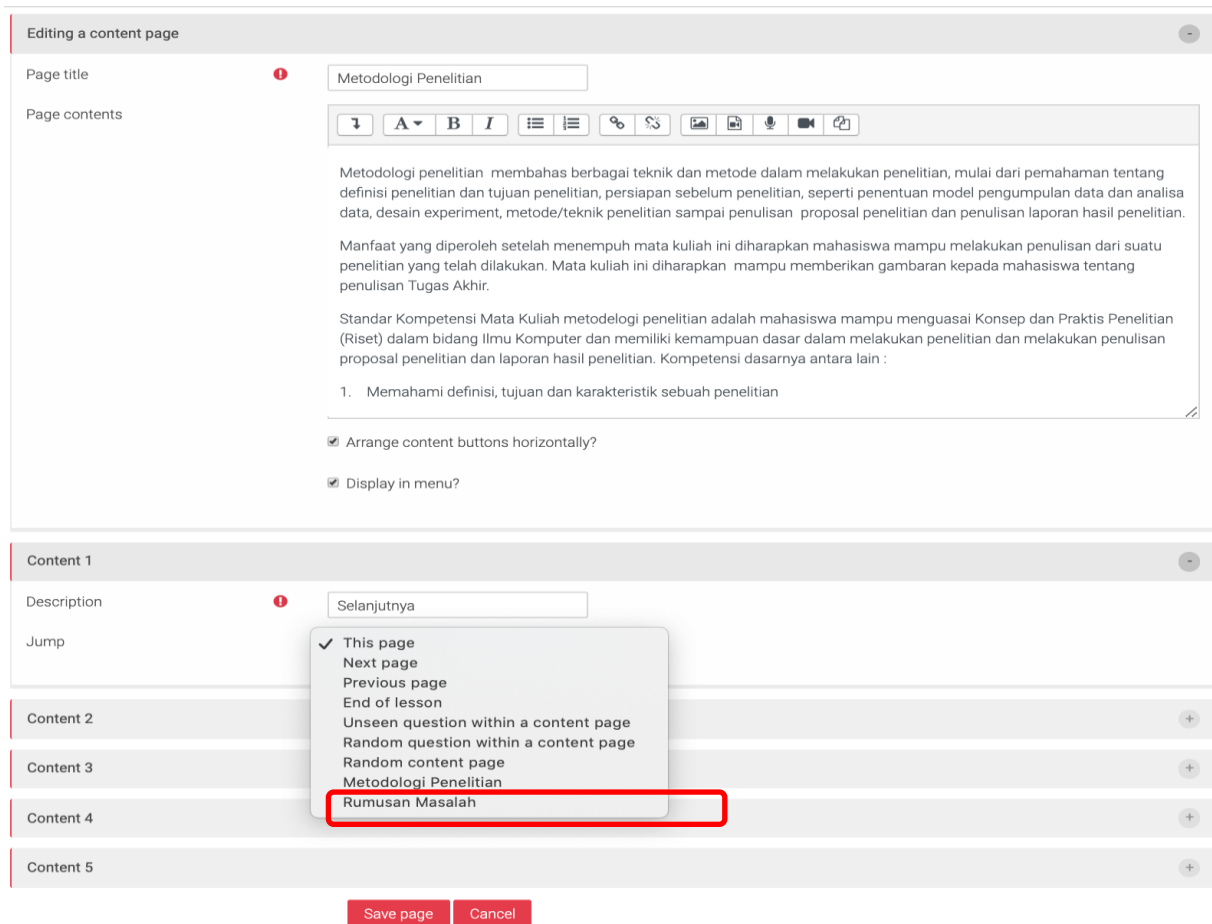 Editing a content page
Page title
Metodologi Penelitian
Page contents
Metodologi penelitian  membahas berbagai teknik dan metode dalam melakukan penelitian, mulai dari pemahaman tentang
definisi penelitian dan tujuan penelitian, persiapan sebelum penelitian, seperti penentuan model pengumpulan data dan analisa
data, desain experiment, metode/teknik penelitian sampai penulisan  proposal penelitian dan penulisan laporan hasil penelitian.
Manfaat yang diperoleh setelah menempuh mata kuliah ini diharapkan mahasiswa mampu melakukan penulisan dari suatu
penelitian yang telah dilakukan. Mata kuliah ini diharapkan  mampu memberikan gambaran kepada mahasiswa tentang
penulisan Tugas Akhir.
Standar Kompetensi Mata Kuliah metodelogi penelitian adalah mahasiswa mampu menguasai Konsep dan Praktis Penelitian
(Riset) dalam bidang Ilmu Komputer dan memiliki kemampuan dasar dalam melakukan penelitian dan melakukan penulisan
proposal penelitian dan laporan hasil penelitian. Kompetensi dasarnya antara lain :
1. Memahami definisi, tujuan dan karakteristik sebuah penelitian
Arrange content buttons horizontally?
Display in menu?
Content 1
Description
Selanjutnya
Jump
This page
Next page
Previous page
End of lesson
Unseen question within a content page
Random question within a content page
Random content page
Metodologi Penelitian
Rumusan Masalah
Content 2
Content 3
Content 4
Content 5
Save page
Cancel